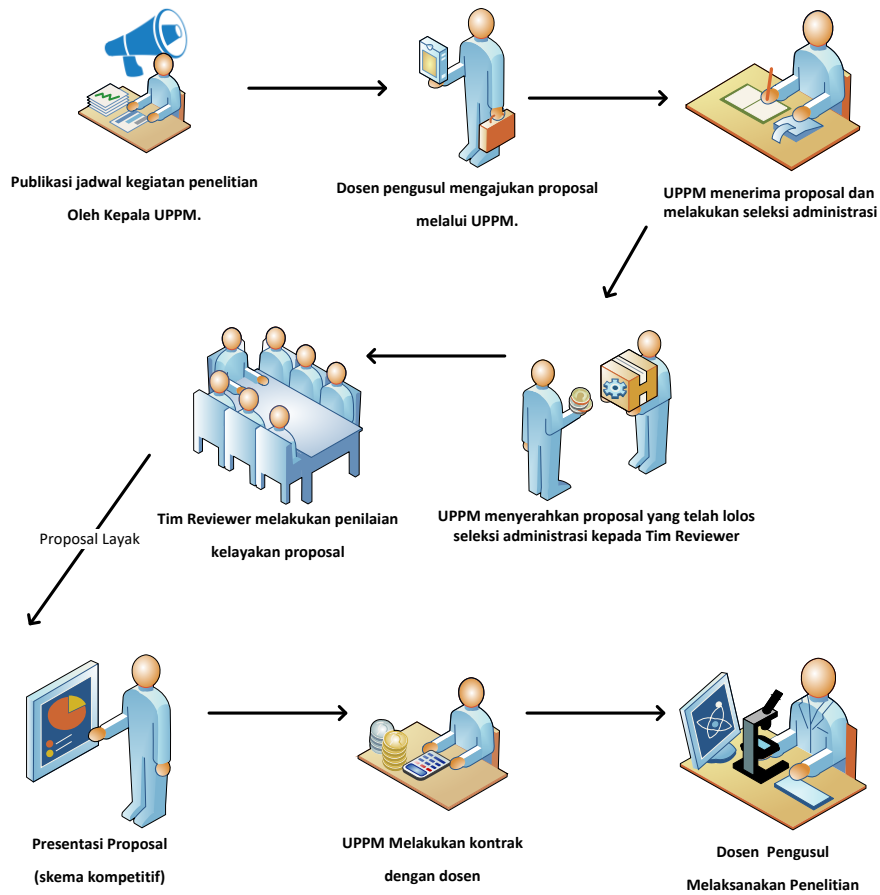 Publikasi jadwal kegiatan penelitian
Oleh Kepala UPPM.
Dosen pengusul mengajukan proposal
melalui UPPM.
UPPM menerima proposal dan
melakukan seleksi administrasi
UPPM menyerahkan proposal yang telah lolos
seleksi administrasi kepada Tim Reviewer
Tim Reviewer melakukan penilaian
kelayakan proposal
Proposal Layak
Presentasi Proposal
(skema kompetitif)
UPPM Melakukan kontrak
dengan dosen
Dosen Pengusul
Melaksanakan Penelitian